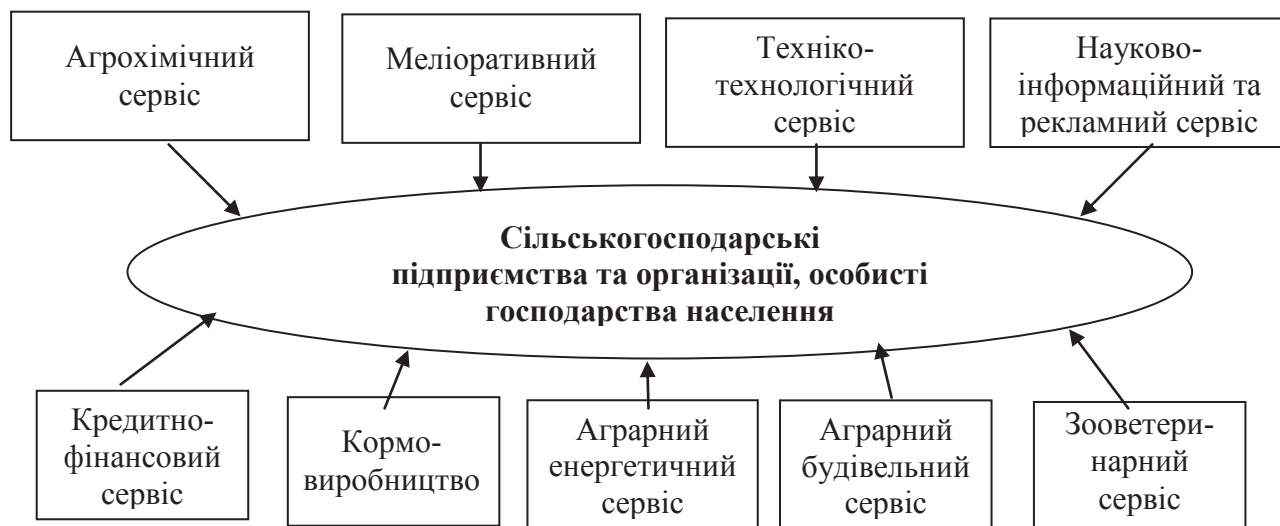 Агрохімічний
сервіс
Меліоративний
сервіс
Техніко-
технологічний
сервіс
Науково-
інформаційний та
рекламний сервіс
Сільськогосподарські
підприємства та організації, особисті
господарства населення
Кредитно-
фінансовий
сервіс
Кормо-
виробництво
Аграрний
енергетичний
сервіс
Аграрний
будівельний
сервіс
Зооветери-
нарний
сервіс